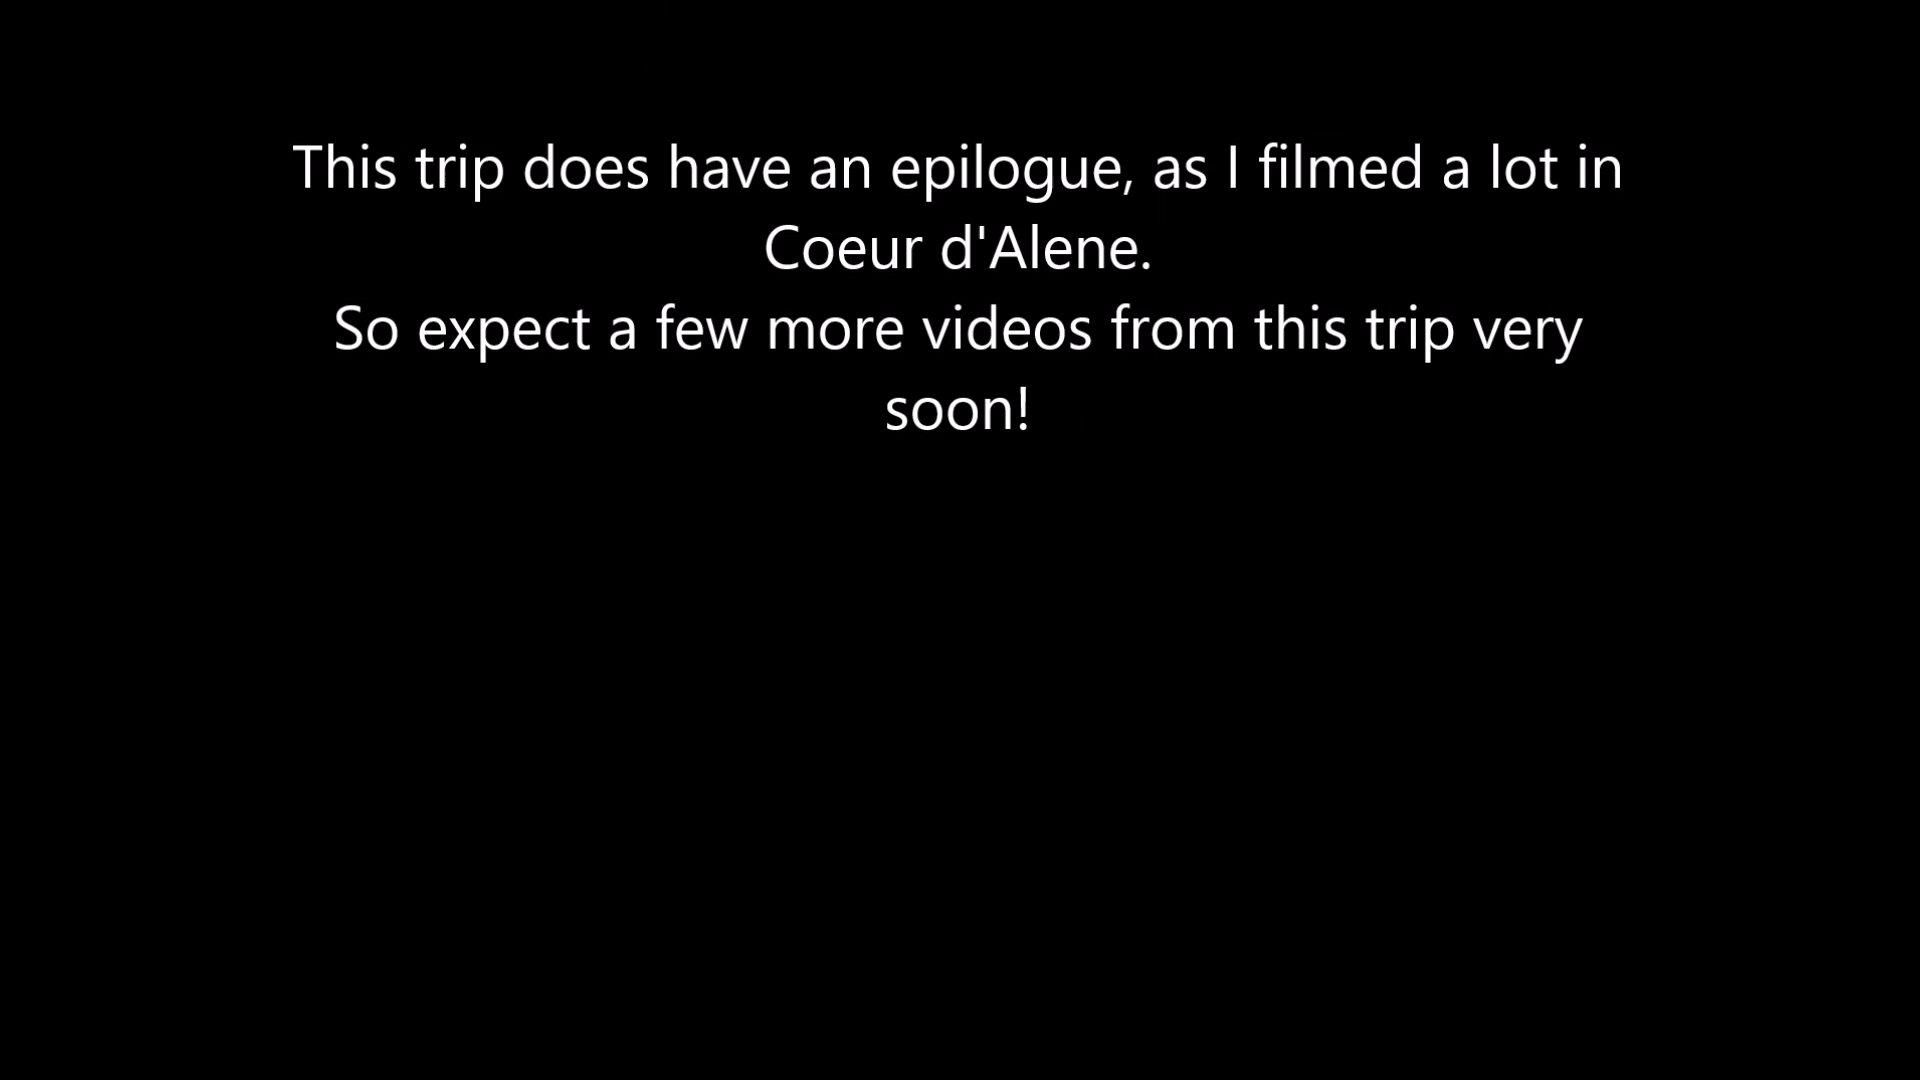 This trip does have an epilogue, as I filmed a lot in
Coeur d'Alene.
So expect a few more videos from this trip very
soon!